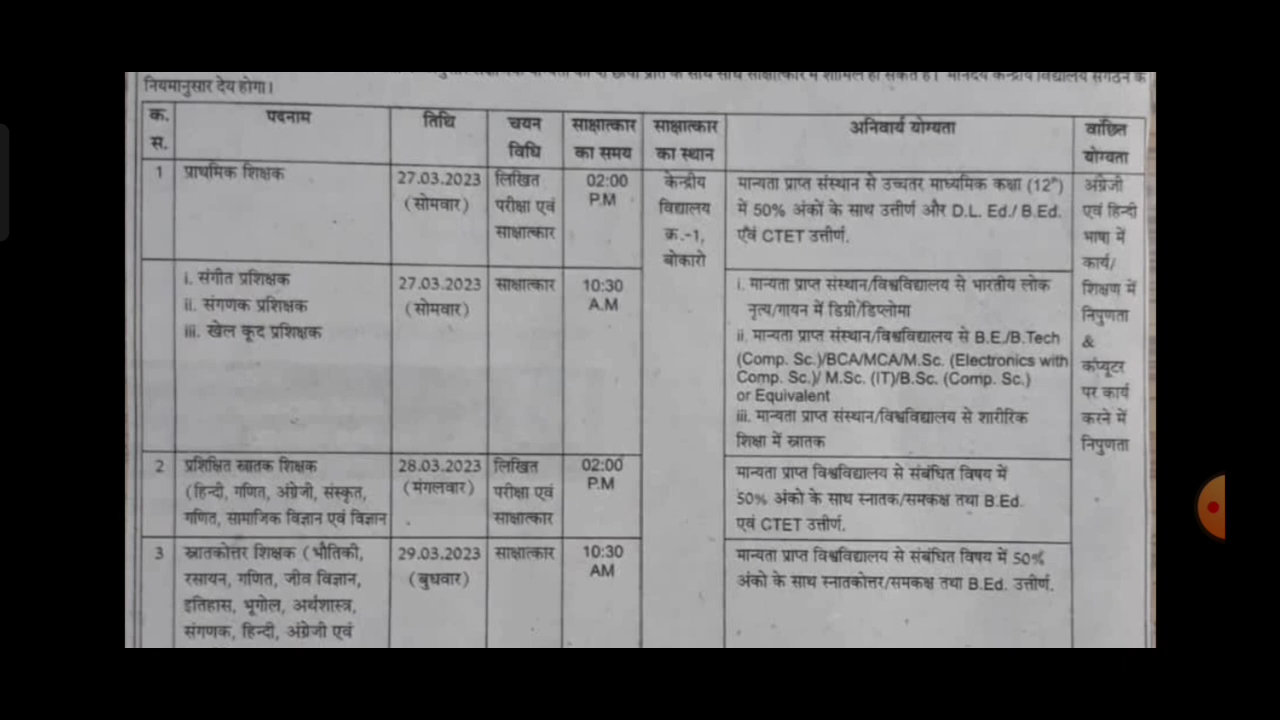 के साथ साथ साक्षात्कार में शामिल हो सकते है। मानदेय केन्द्रीय विद्यालय संगठन के
नियमानुसार देय होगा।
क.
स.
पदनाम
तिथि
चयन
विधि
साक्षात्कार
का समय
साक्षात्कार
का स्थान
अनिवार्य योग्यता
वांछित
योग्यता
1
प्राथमिक शिक्षक
27.03.2023
(सोमवार)
लिखित
परीक्षा एवं
साक्षात्कार
02:00
P.M
केन्द्रीय
विद्यालय
क्र.-1,
बोकारो
मान्यता प्राप्त संस्थान से उच्चतर माध्यमिक कक्षा (12")
में 50% अंकों के साथ उत्तीर्ण और D.L. Ed./ B.Ed.
एवं CTET उत्तीर्ण.
अंग्रेजी
एवं हिन्दी
भाषा में
कार्य/
शिक्षण में
निपुणता
&
कंप्यूटर
पर कार्य
करने में
निपुणता
i. संगीत प्रशिक्षक
ii. संगणक प्रशिक्षक
iii. खेल कूद प्रशिक्षक
27.03.2023
(सोमवार)
साक्षात्कार
10:30
A.M
i. मान्यता प्राप्त संस्थान/विश्वविद्यालय से भारतीय लोक
नृत्य/गायन में डिग्री/डिप्लोमा
ii. मान्यता प्राप्त संस्थान/विश्वविद्यालय से B.E./B.Tech
(Comp. Sc.)/BCA/MCA/M.Sc. (Electronics with
Comp. Sc.)/ M.Sc. (IT)/B.Sc. (Comp. Sc.)
or Equivalent
iii. मान्यता प्राप्त संस्थान/विश्वविद्यालय से शारीरिक
शिक्षा में स्नातक
2
प्रशिक्षित स्नातक शिक्षक
(हिन्दी, गणित, अंग्रेजी, संस्कृत,
गणित, सामाजिक विज्ञान एवं विज्ञान
28.03.2023
(मंगलवार)
लिखित
परीक्षा एवं
साक्षात्कार
02:00
P.M
मान्यता प्राप्त विश्वविद्यालय से संबंधित विषय में
50% अंको के साथ स्नातक/समकक्ष तथा B.Ed.
एवं CTET उत्तीर्ण.
3
स्नातकोत्तर शिक्षक (भौतिकी,
रसायन, गणित, जीव विज्ञान,
इतिहास, भूगोल, अर्थशास्त्र,
संगणक, हिन्दी, अंग्रेजी एवं
29.03.2023
(बुधवार)
साक्षात्कार
10:30
AM
मान्यता प्राप्त विश्वविद्यालय से संबंधित विषय में 50%
अंको के साथ स्नातकोत्तर/समकक्ष तथा B.Ed. उत्तीर्ण.